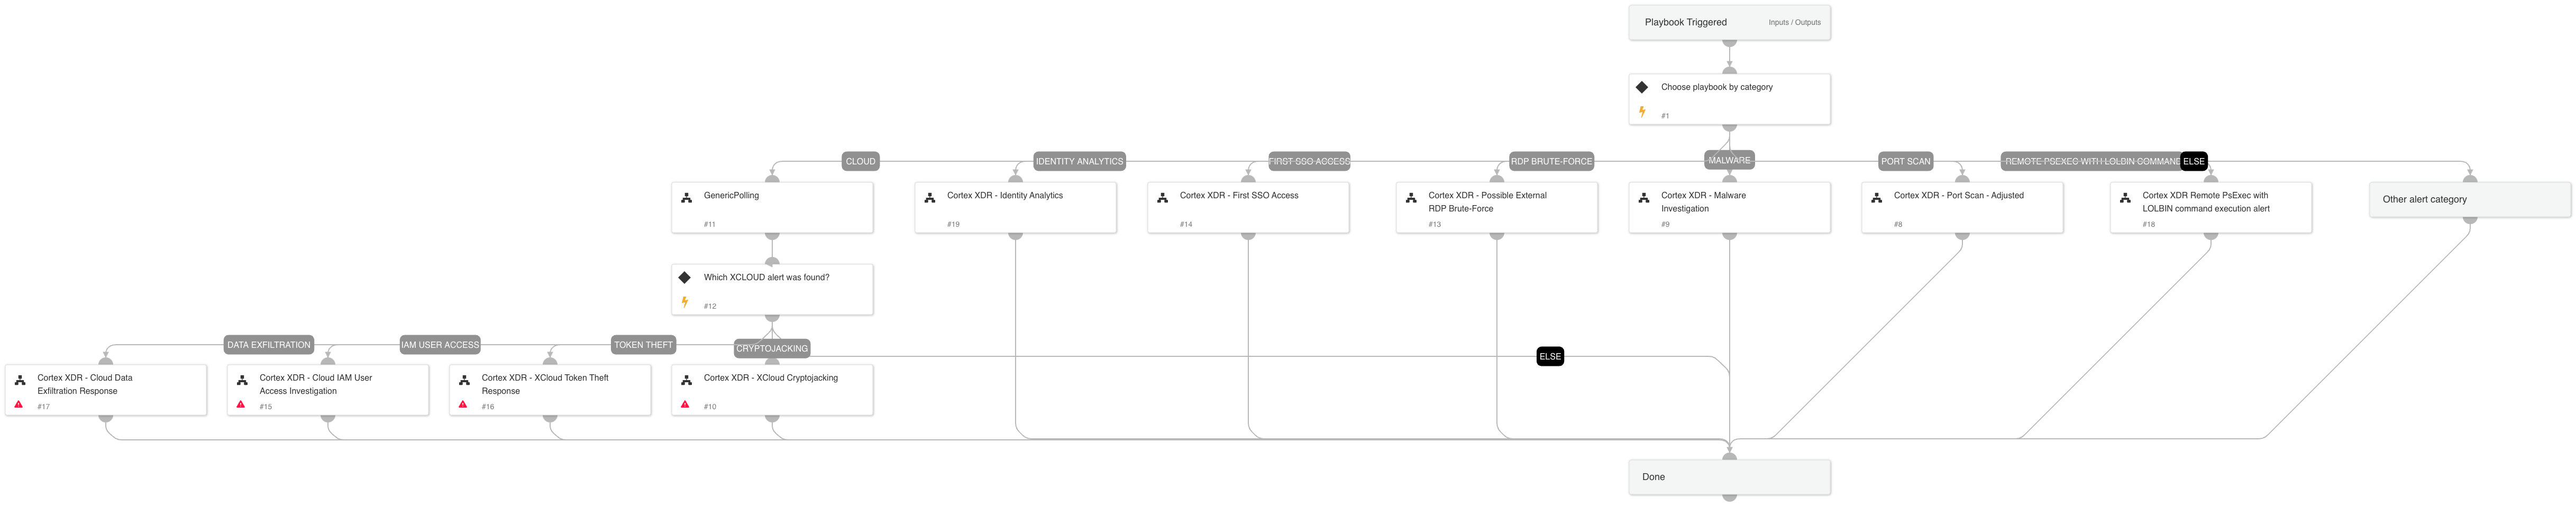 Playbook Triggered
Inputs / Outputs
Choose playbook by category
#1
CLOUD
IDENTITY ANALYTICS
FIRST SSO ACCESS
RDP BRUTE-FORCE
MALWARE
PORT SCAN
REMOTE PSEXEC WITH LOLBIN COMMAND
ELSE
GenericPolling
#11
Cortex XDR - Identity Analytics
#19
Cortex XDR - First SSO Access
#14
Cortex XDR - Possible External
RDP Brute-Force
#13
Cortex XDR - Malware
Investigation
#9
Cortex XDR - Port Scan - Adjusted
#8
Cortex XDR Remote PsExec with
LOLBIN command execution alert
#18
Other alert category
Which XCLOUD alert was found?
#12
DATA EXFILTRATION
IAM USER ACCESS
TOKEN THEFT
CRYPTOJACKING
ELSE
Cortex XDR - Cloud Data
Exfiltration Response
#17
Cortex XDR - Cloud IAM User
Access Investigation
#15
Cortex XDR - XCloud Token Theft
Response
#16
Cortex XDR - XCloud Cryptojacking
#10
Done